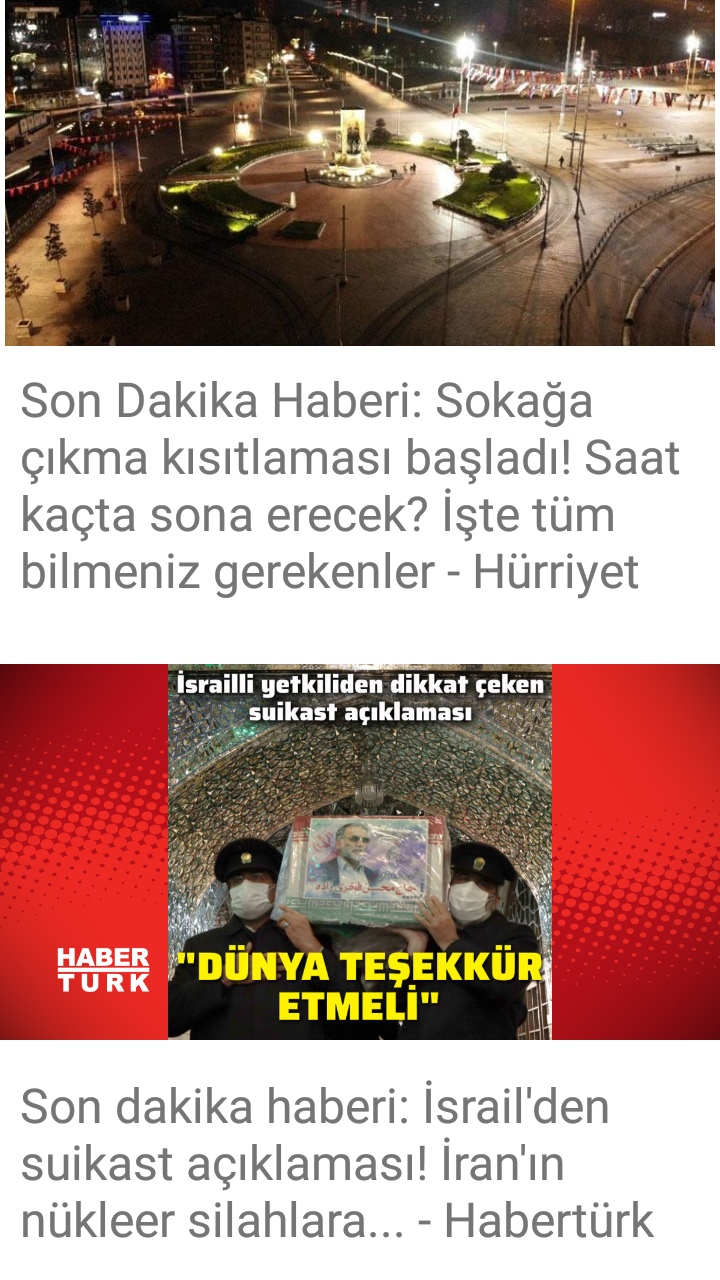 Son Dakika Haberi: Sokağa
çıkma kısıtlaması başladı! Saat
kaçta sona erecek? İşte tüm
bilmeniz gerekenler - Hürriyet
İsrailli yetkiliden dikkat çeken
suikast açıklaması
HABER
TURK
"DÜNYA TEŞEKKÜR
ETMELİ"
Son dakika haberi: İsrail'den
suikast açıklaması! İran'ın
nükleer silahlara... - Habertürk